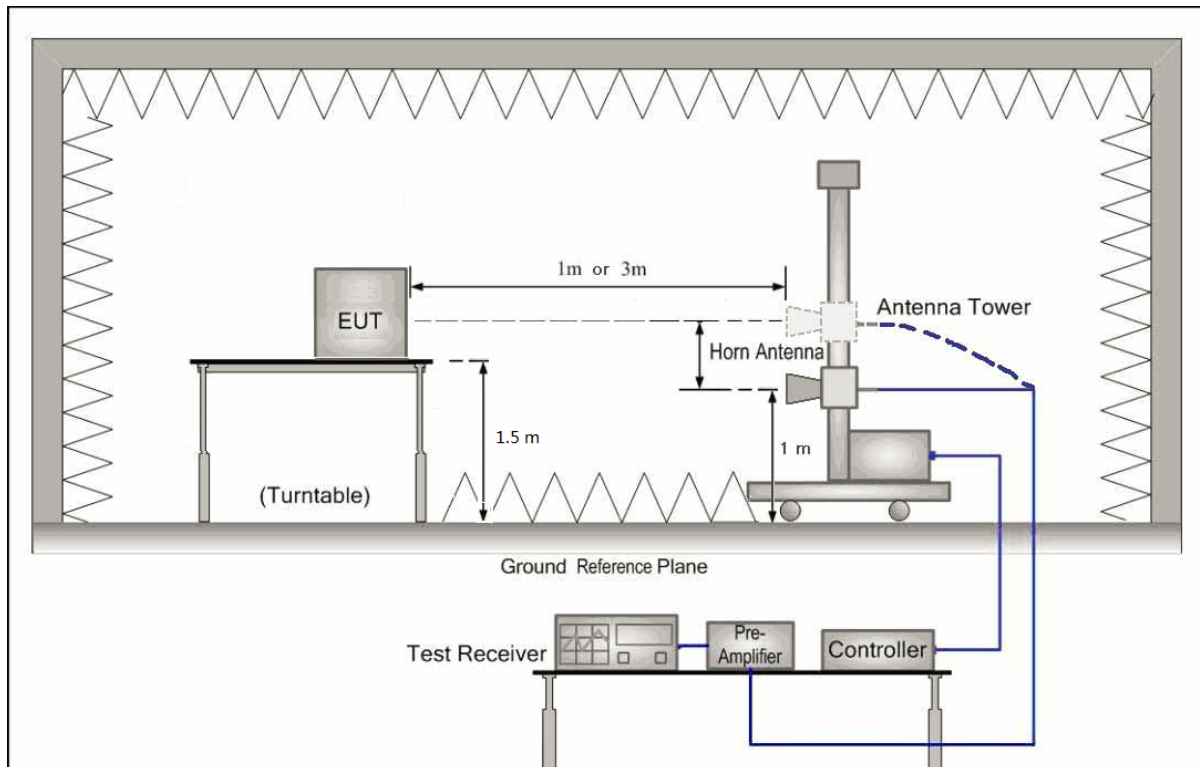 1m or 3m
EUT
Antenna Tower
Horn Antenna
1.5 m
1 m
(Turntable)
Ground Reference Plane
Test Receiver
Pre-
Amplifier
Controller